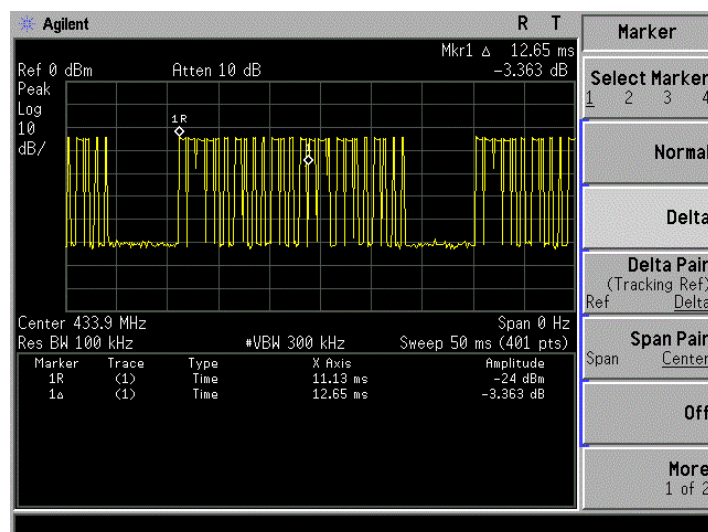 Agilent R T
Mkr1 Δ 12.65 ms
Ref 0 dBm Atten 10 dB -3.363 dB
Peak
Log
10
dB/
1R
1
Center 433.9 MHz Span 0 Hz
Res BW 100 kHz #VBW 300 kHz Sweep 50 ms (401 pts)
Marker Trace Type X Axis Amplitude
1R (1) Time 11.13 ms -24 dBm
1Δ (1) Time 12.65 ms -3.363 dB
Marker
Select Marker
1 2 3 4
Normal
Delta
Delta Pair
(Tracking Ref)
Ref Delta
Span Pair
Span Center
Off
More
1 of 2